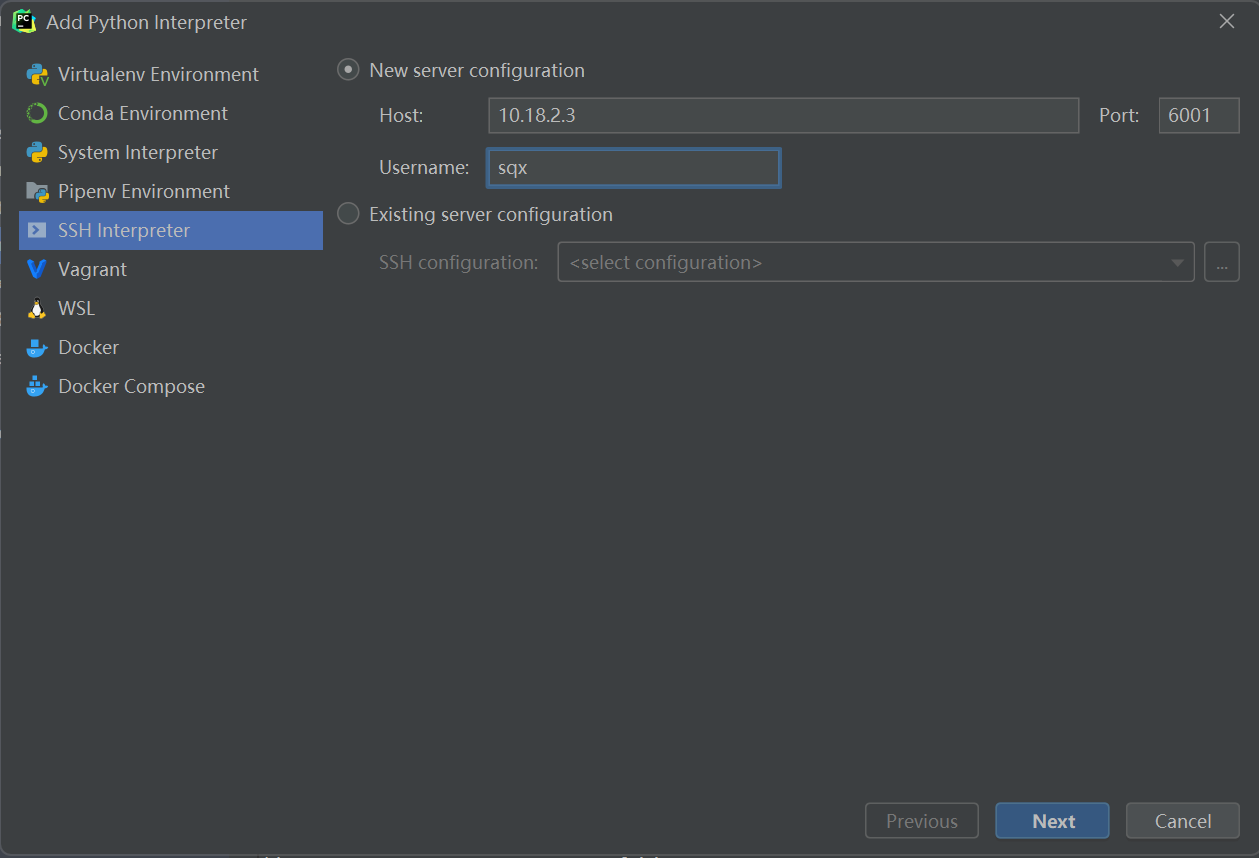 PC Add Python Interpreter
Virtualenv Environment
Conda Environment
System Interpreter
Pipenv Environment
SSH Interpreter
Vagrant
WSL
Docker
Docker Compose
New server configuration
Host: 10.18.2.3 Port: 6001
Username: sqx
Existing server configuration
SSH configuration: <select configuration> ...
Previous Next Cancel